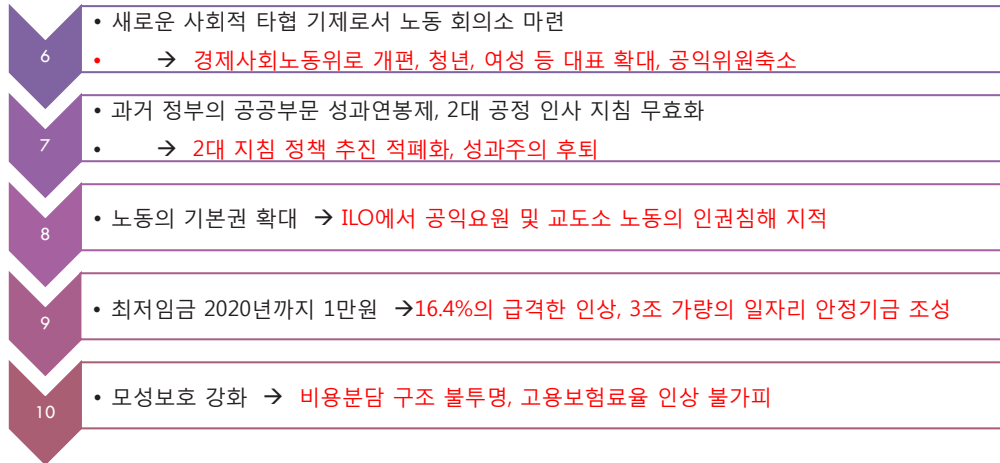 6
• 새로운 사회적 타협 기제로서 노동 회의소 마련
• → 경제사회노동위로 개편, 청년, 여성 등 대표 확대, 공익위원축소
7
• 과거 정부의 공공부문 성과연봉제, 2대 공정 인사 지침 무효화
• → 2대 지침 정책 추진 적폐화, 성과주의 후퇴
8
• 노동의 기본권 확대 → ILO에서 공익요원 및 교도소 노동의 인권침해 지적
9
• 최저임금 2020년까지 1만원 →16.4%의 급격한 인상, 3조 가량의 일자리 안정기금 조성
10
• 모성보호 강화 → 비용분담 구조 불투명, 고용보험료율 인상 불가피